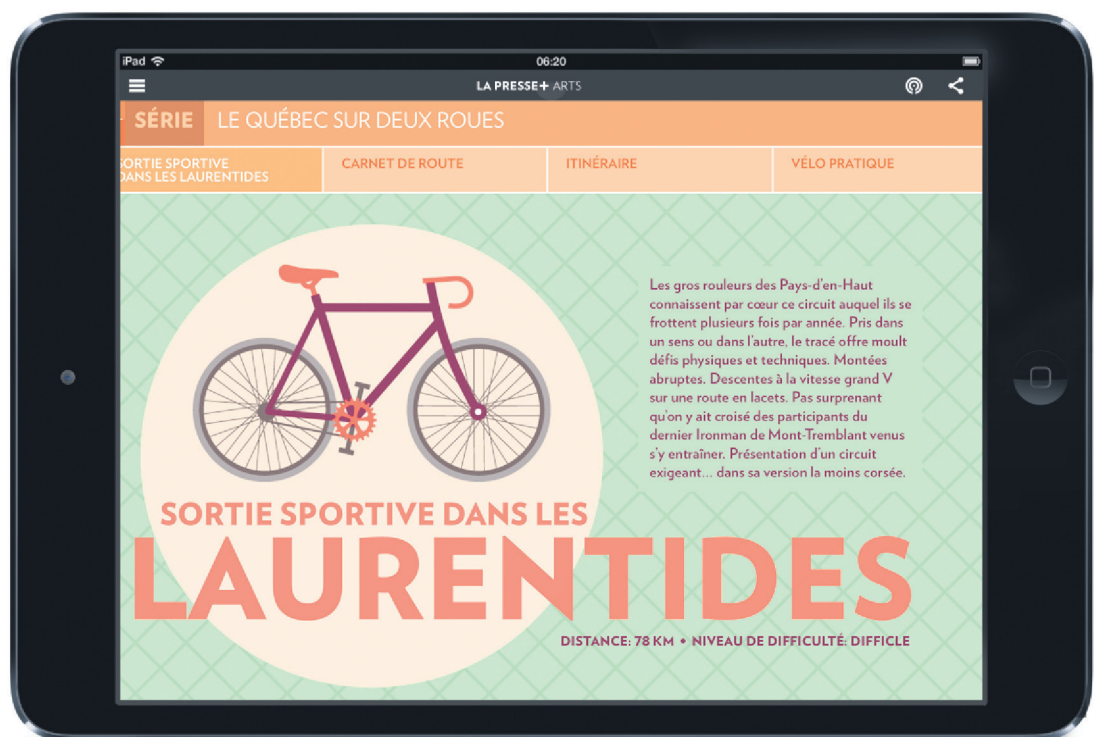 iPad
06:20
LA PRESSE+ ARTS
SÉRIE LE QUÉBEC SUR DEUX ROUES
SORTIE SPORTIVE
DANS LES LAURENTIDES
CARNET DE ROUTE
ITINÉRAIRE
VÉLO PRATIQUE
Les gros rouleurs des Pays-d'en-Haut
connaissent par cœur ce circuit auquel ils se
frottent plusieurs fois par année. Pris dans
un sens ou dans l'autre, le tracé offre moult
défis physiques et techniques. Montées
abruptes. Descentes à la vitesse grand V
sur une route en lacets. Pas surprenant
qu'on y ait croisé des participants du
dernier Ironman de Mont-Tremblant venus
s'y entraîner. Présentation d'un circuit
exigeant... dans sa version la moins corsée.
SORTIE SPORTIVE DANS LES
LAURENTIDES
DISTANCE: 78 KM • NIVEAU DE DIFFICULTÉ: DIFFICLE